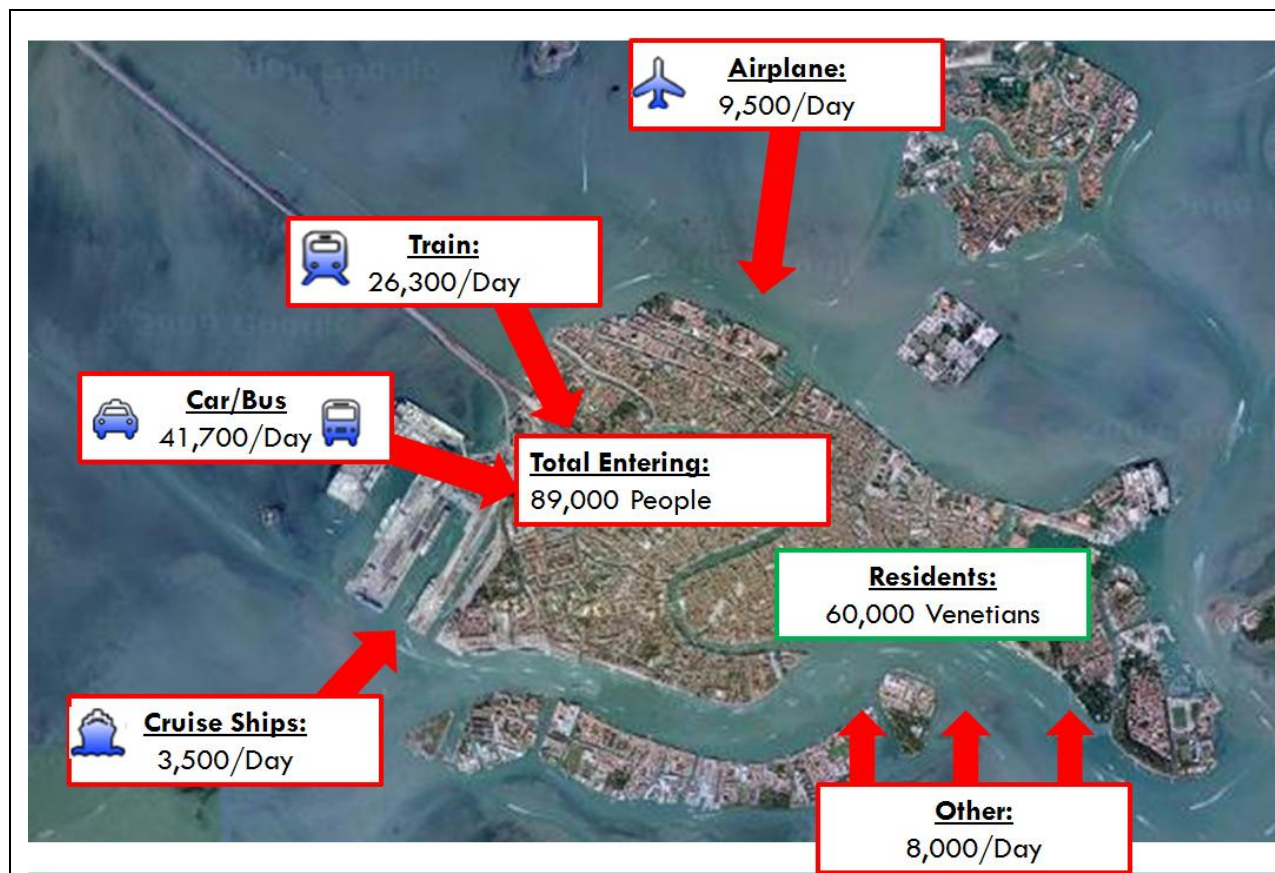 Airplane:
9,500/Day
Train:
26,300/Day
Car/Bus
41,700/Day
Total Entering:
89,000 People
Residents:
60,000 Venetians
Cruise Ships:
3,500/Day
Other:
8,000/Day